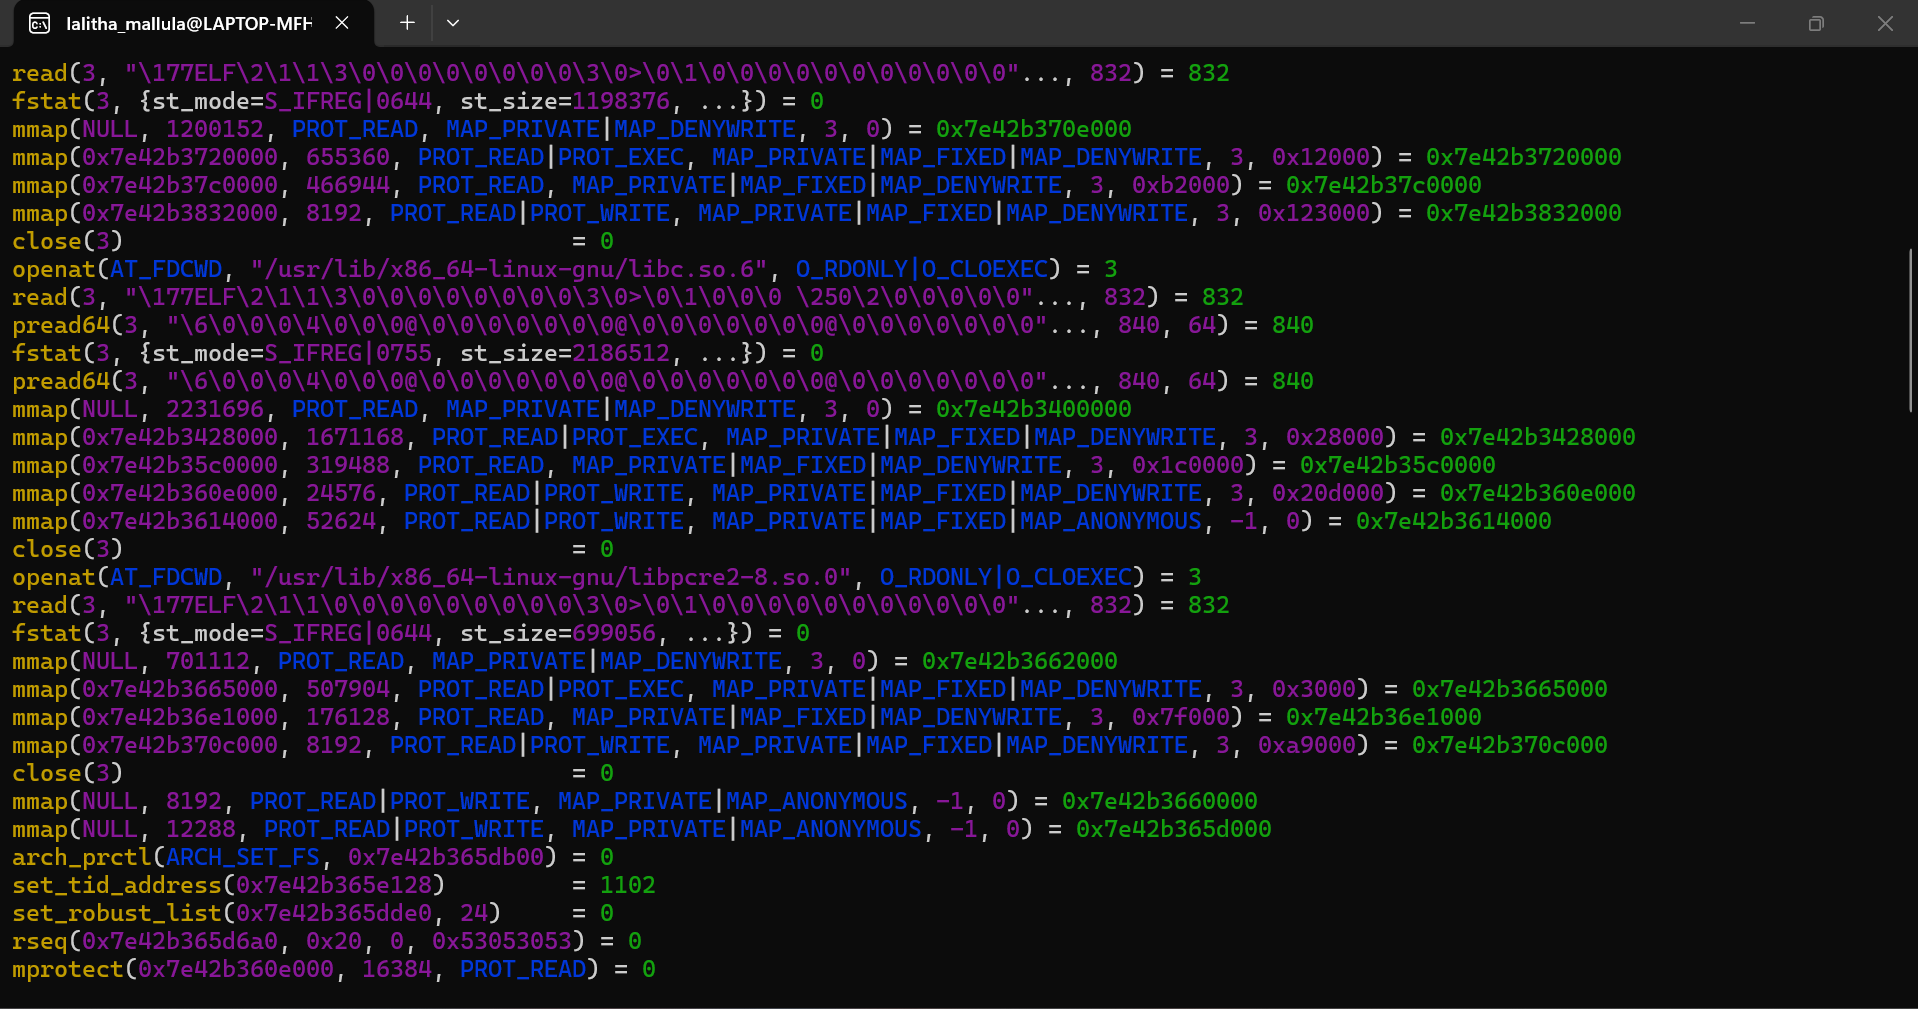 lalitha_mallula@LAPTOP-MFH
read(3, "\177ELF\2\1\1\3\0\0\0\0\0\0\0\0\3\0>\0\1\0\0\0\0\0\0\0\0\0\0\0"..., 832) = 832
fstat(3, {st_mode=S_IFREG|0644, st_size=1198376, ...}) = 0
mmap(NULL, 1200152, PROT_READ, MAP_PRIVATE|MAP_DENYWRITE, 3, 0) = 0x7e42b370e000
mmap(0x7e42b3720000, 655360, PROT_READ|PROT_EXEC, MAP_PRIVATE|MAP_FIXED|MAP_DENYWRITE, 3, 0x12000) = 0x7e42b3720000
mmap(0x7e42b37c0000, 466944, PROT_READ, MAP_PRIVATE|MAP_FIXED|MAP_DENYWRITE, 3, 0xb2000) = 0x7e42b37c0000
mmap(0x7e42b3832000, 8192, PROT_READ|PROT_WRITE, MAP_PRIVATE|MAP_FIXED|MAP_DENYWRITE, 3, 0x123000) = 0x7e42b3832000
close(3) = 0
openat(AT_FDCWD, "/usr/lib/x86_64-linux-gnu/libc.so.6", O_RDONLY|O_CLOEXEC) = 3
read(3, "\177ELF\2\1\1\3\0\0\0\0\0\0\0\0\3\0>\0\1\0\0\0 \250\2\0\0\0\0\0"..., 832) = 832
pread64(3, "\6\0\0\0\4\0\0\0@\0\0\0\0\0\0\0@\0\0\0\0\0\0\0@\0\0\0\0\0\0\0"..., 840, 64) = 840
fstat(3, {st_mode=S_IFREG|0755, st_size=2186512, ...}) = 0
pread64(3, "\6\0\0\0\4\0\0\0@\0\0\0\0\0\0\0@\0\0\0\0\0\0\0@\0\0\0\0\0\0\0"..., 840, 64) = 840
mmap(NULL, 2231696, PROT_READ, MAP_PRIVATE|MAP_DENYWRITE, 3, 0) = 0x7e42b3400000
mmap(0x7e42b3428000, 1671168, PROT_READ|PROT_EXEC, MAP_PRIVATE|MAP_FIXED|MAP_DENYWRITE, 3, 0x28000) = 0x7e42b3428000
mmap(0x7e42b35c0000, 319488, PROT_READ, MAP_PRIVATE|MAP_FIXED|MAP_DENYWRITE, 3, 0x1c0000) = 0x7e42b35c0000
mmap(0x7e42b360e000, 24576, PROT_READ|PROT_WRITE, MAP_PRIVATE|MAP_FIXED|MAP_DENYWRITE, 3, 0x20d000) = 0x7e42b360e000
mmap(0x7e42b3614000, 52624, PROT_READ|PROT_WRITE, MAP_PRIVATE|MAP_FIXED|MAP_ANONYMOUS, -1, 0) = 0x7e42b3614000
close(3) = 0
openat(AT_FDCWD, "/usr/lib/x86_64-linux-gnu/libpcre2-8.so.0", O_RDONLY|O_CLOEXEC) = 3
read(3, "\177ELF\2\1\1\0\0\0\0\0\0\0\0\0\3\0>\0\1\0\0\0\0\0\0\0\0\0\0\0"..., 832) = 832
fstat(3, {st_mode=S_IFREG|0644, st_size=699056, ...}) = 0
mmap(NULL, 701112, PROT_READ, MAP_PRIVATE|MAP_DENYWRITE, 3, 0) = 0x7e42b3662000
mmap(0x7e42b3665000, 507904, PROT_READ|PROT_EXEC, MAP_PRIVATE|MAP_FIXED|MAP_DENYWRITE, 3, 0x3000) = 0x7e42b3665000
mmap(0x7e42b36e1000, 176128, PROT_READ, MAP_PRIVATE|MAP_FIXED|MAP_DENYWRITE, 3, 0x7f000) = 0x7e42b36e1000
mmap(0x7e42b370c000, 8192, PROT_READ|PROT_WRITE, MAP_PRIVATE|MAP_FIXED|MAP_DENYWRITE, 3, 0xa9000) = 0x7e42b370c000
close(3) = 0
mmap(NULL, 8192, PROT_READ|PROT_WRITE, MAP_PRIVATE|MAP_ANONYMOUS, -1, 0) = 0x7e42b3660000
mmap(NULL, 12288, PROT_READ|PROT_WRITE, MAP_PRIVATE|MAP_ANONYMOUS, -1, 0) = 0x7e42b365d000
arch_prctl(ARCH_SET_FS, 0x7e42b365db00) = 0
set_tid_address(0x7e42b365e128) = 1102
set_robust_list(0x7e42b365dde0, 24) = 0
rseq(0x7e42b365d6a0, 0x20, 0, 0x53053053) = 0
mprotect(0x7e42b360e000, 16384, PROT_READ) = 0